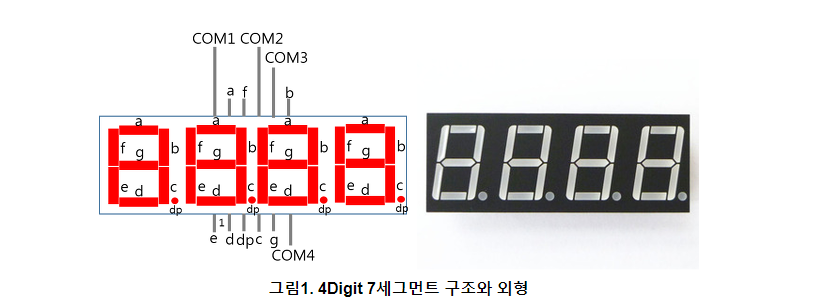 COM1 COM2
COM3
a f b
a a a a
f g b f g b f g b f g b
e d c e d c e d c e d c
dp dp dp dp
1
e d dp c g
COM4
그림1. 4Digit 7세그먼트 구조와 외형